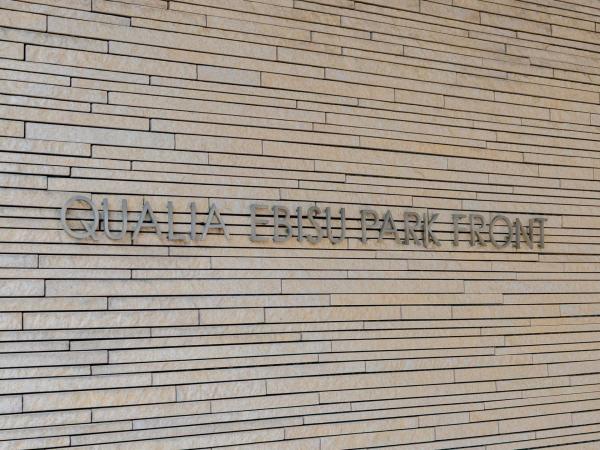 QUALIA EBISU PARK FRONT